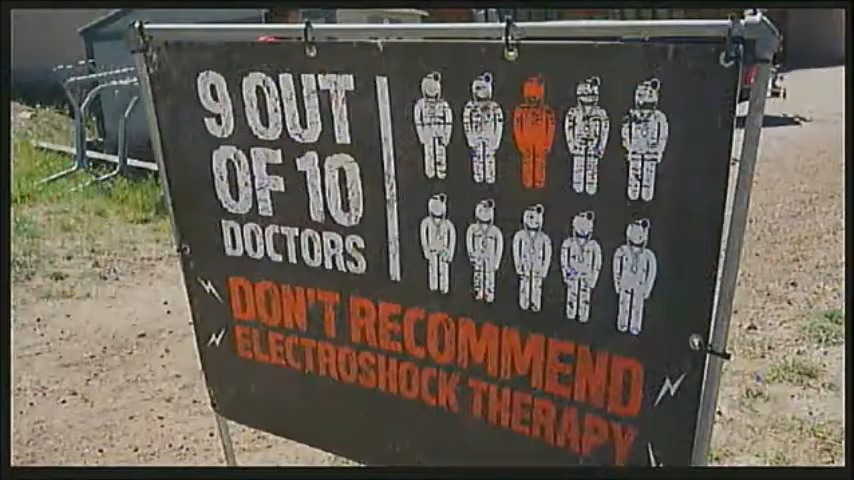 9 OUT
OF 10
DOCTORS
DON'T RECOMMEND
ELECTROSHOCK THERAPY